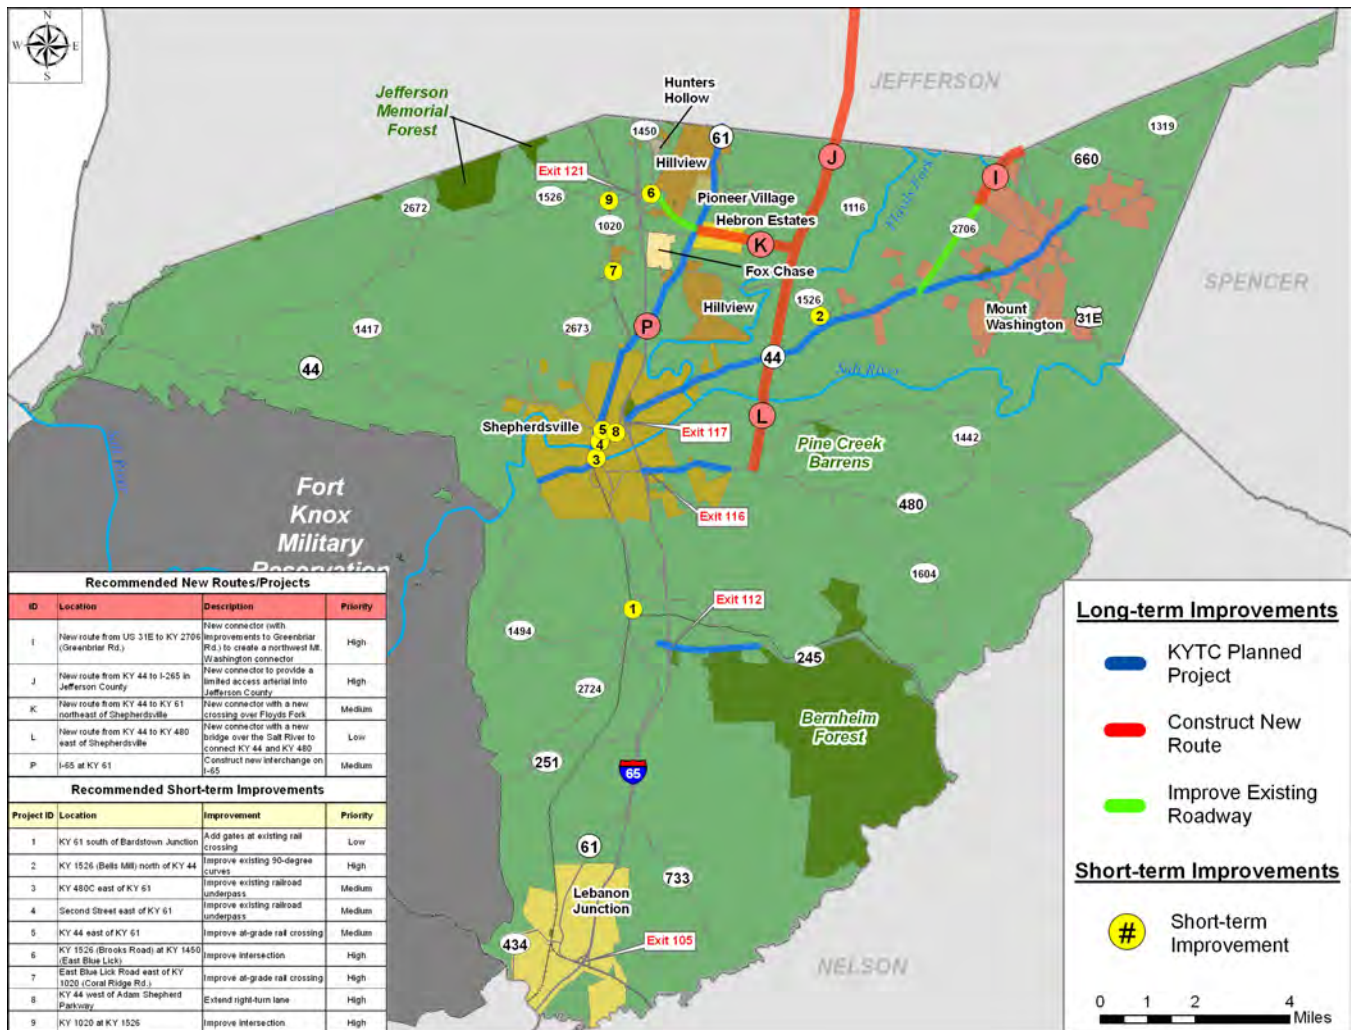 N
W E
S
JEFFERSON
Hunters
Hollow
Jefferson
Memorial
Forest
1319
1450
61
660
Hillview
J
Exit 121
I
6
Pioneer Village
1526
9
2672
1116
Floyds Fork
Hebron Estates
1020
2706
K
7
Fox Chase
SPENCER
1526
Hillview
2
Mount
Washington
31E
P
1417
2673
44
44
Salt River
L
Shepherdsville
5
8
Exit 117
4
3
Pine Creek
Barrens
1442
Salt River
Fort
Knox
Military
Reservation
480
Exit 116
1604
1
Exit 112
1494
245
2724
Bernheim
Forest
251
65
61
733
Lebanon
Junction
434
Exit 105
NELSON
Recommended New Routes/Projects
ID Location Description Priority
I New route from US 31E to KY 2706 (Greenbriar Rd.) New connector (with improvements to Greenbriar Rd.) to create a northwest Mt. Washington connector High
J New route from KY 44 to I-265 in Jefferson County New connector to provide a limited access arterial into Jefferson County High
K New route from KY 44 to KY 61 northeast of Shepherdsville New connector with a new crossing over Floyds Fork Medium
L New route from KY 44 to KY 480 east of Shepherdsville New connector with a new bridge over the Salt River to connect KY 44 and KY 480 Low
P I-65 at KY 61 Construct new interchange on I-65 Medium
Recommended Short-term Improvements
Project ID Location Improvement Priority
1 KY 61 south of Bardstown Junction Add gates at existing rail crossing Low
2 KY 1526 (Bells Mill) north of KY 44 Improve existing 90-degree curves High
3 KY 480C east of KY 61 Improve existing railroad underpass Medium
4 Second Street east of KY 61 Improve existing railroad underpass Medium
5 KY 44 east of KY 61 Improve at-grade rail crossing Medium
6 KY 1526 (Brooks Road) at KY 1450 (East Blue Lick) Improve intersection High
7 East Blue Lick Road east of KY 1020 (Coral Ridge Rd.) Improve at-grade rail crossing High
8 KY 44 west of Adam Shepherd Parkway Extend right-turn lane High
9 KY 1020 at KY 1526 Improve intersection High
Long-term Improvements
KYTC Planned
Project
Construct New
Route
Improve Existing
Roadway
Short-term Improvements
# Short-term
Improvement
0 1 2 4
Miles